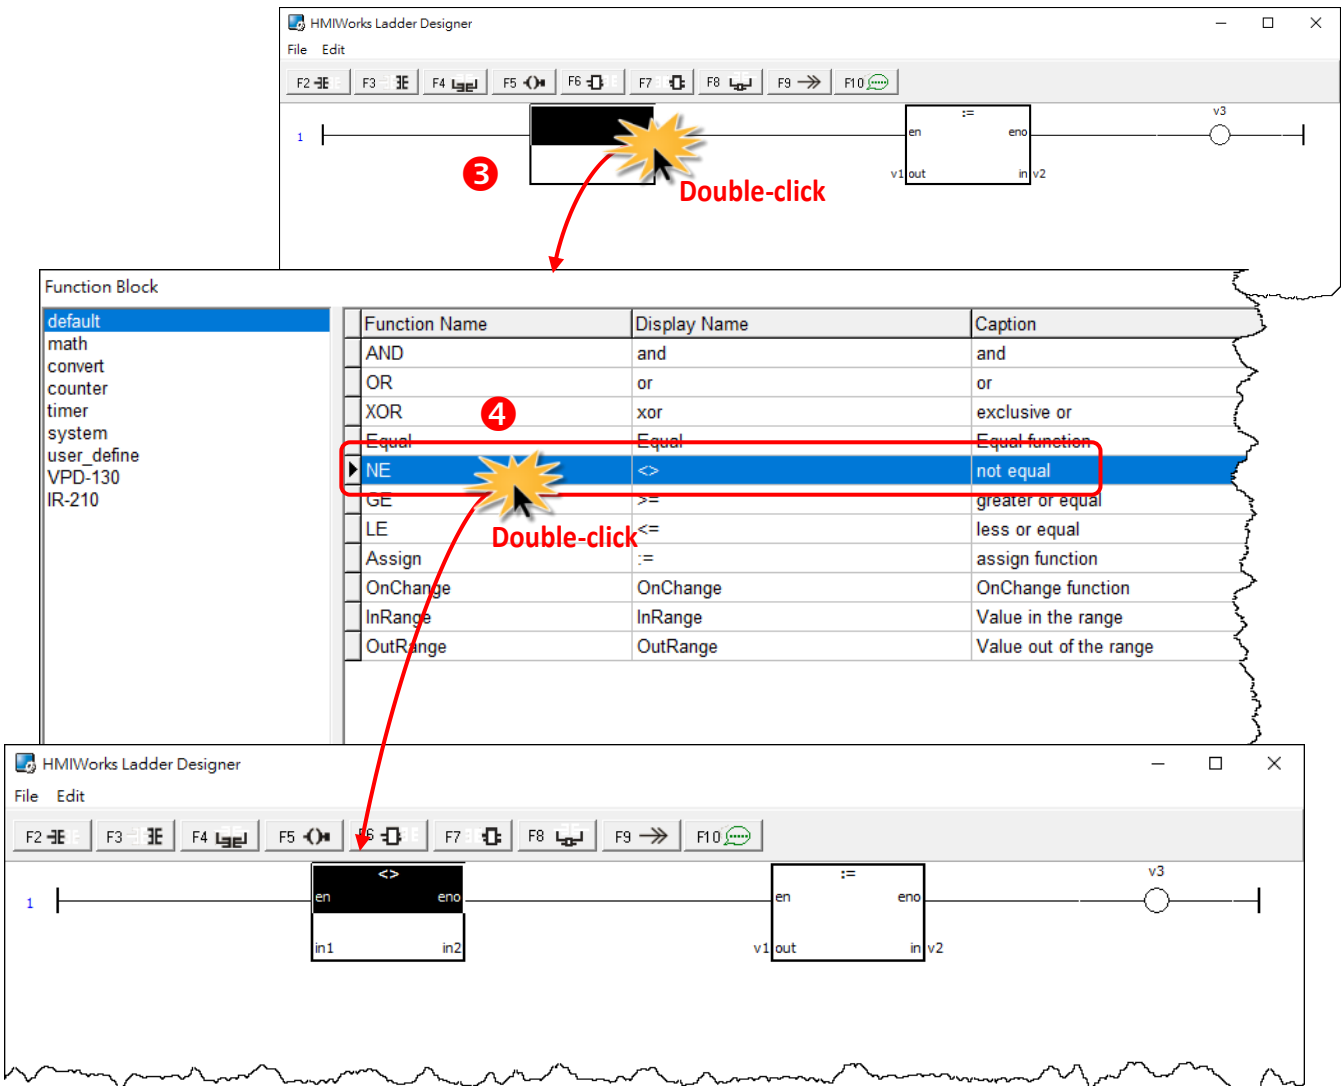 HMIWorks Ladder Designer
File Edit
F2 F3 F4 F5 F6 F7 F8 F9 F10
:= v3
1 en eno
v1 out in v2
3
Double-click
Function Block
default
math
convert
counter
timer
system
user_define
VPD-130
IR-210
Function Name Display Name Caption
AND and and
OR or or
XOR xor exclusive or
4
Equal Equal Equal function
NE <> not equal
GE >= greater or equal
LE <= less or equal
Double-click
Assign := assign function
OnChange OnChange OnChange function
InRange InRange Value in the range
OutRange OutRange Value out of the range
HMIWorks Ladder Designer
File Edit
F2 F3 F4 F5 F6 F7 F8 F9 F10
<> := v3
1 en eno en eno
in1 in2 v1 out in v2